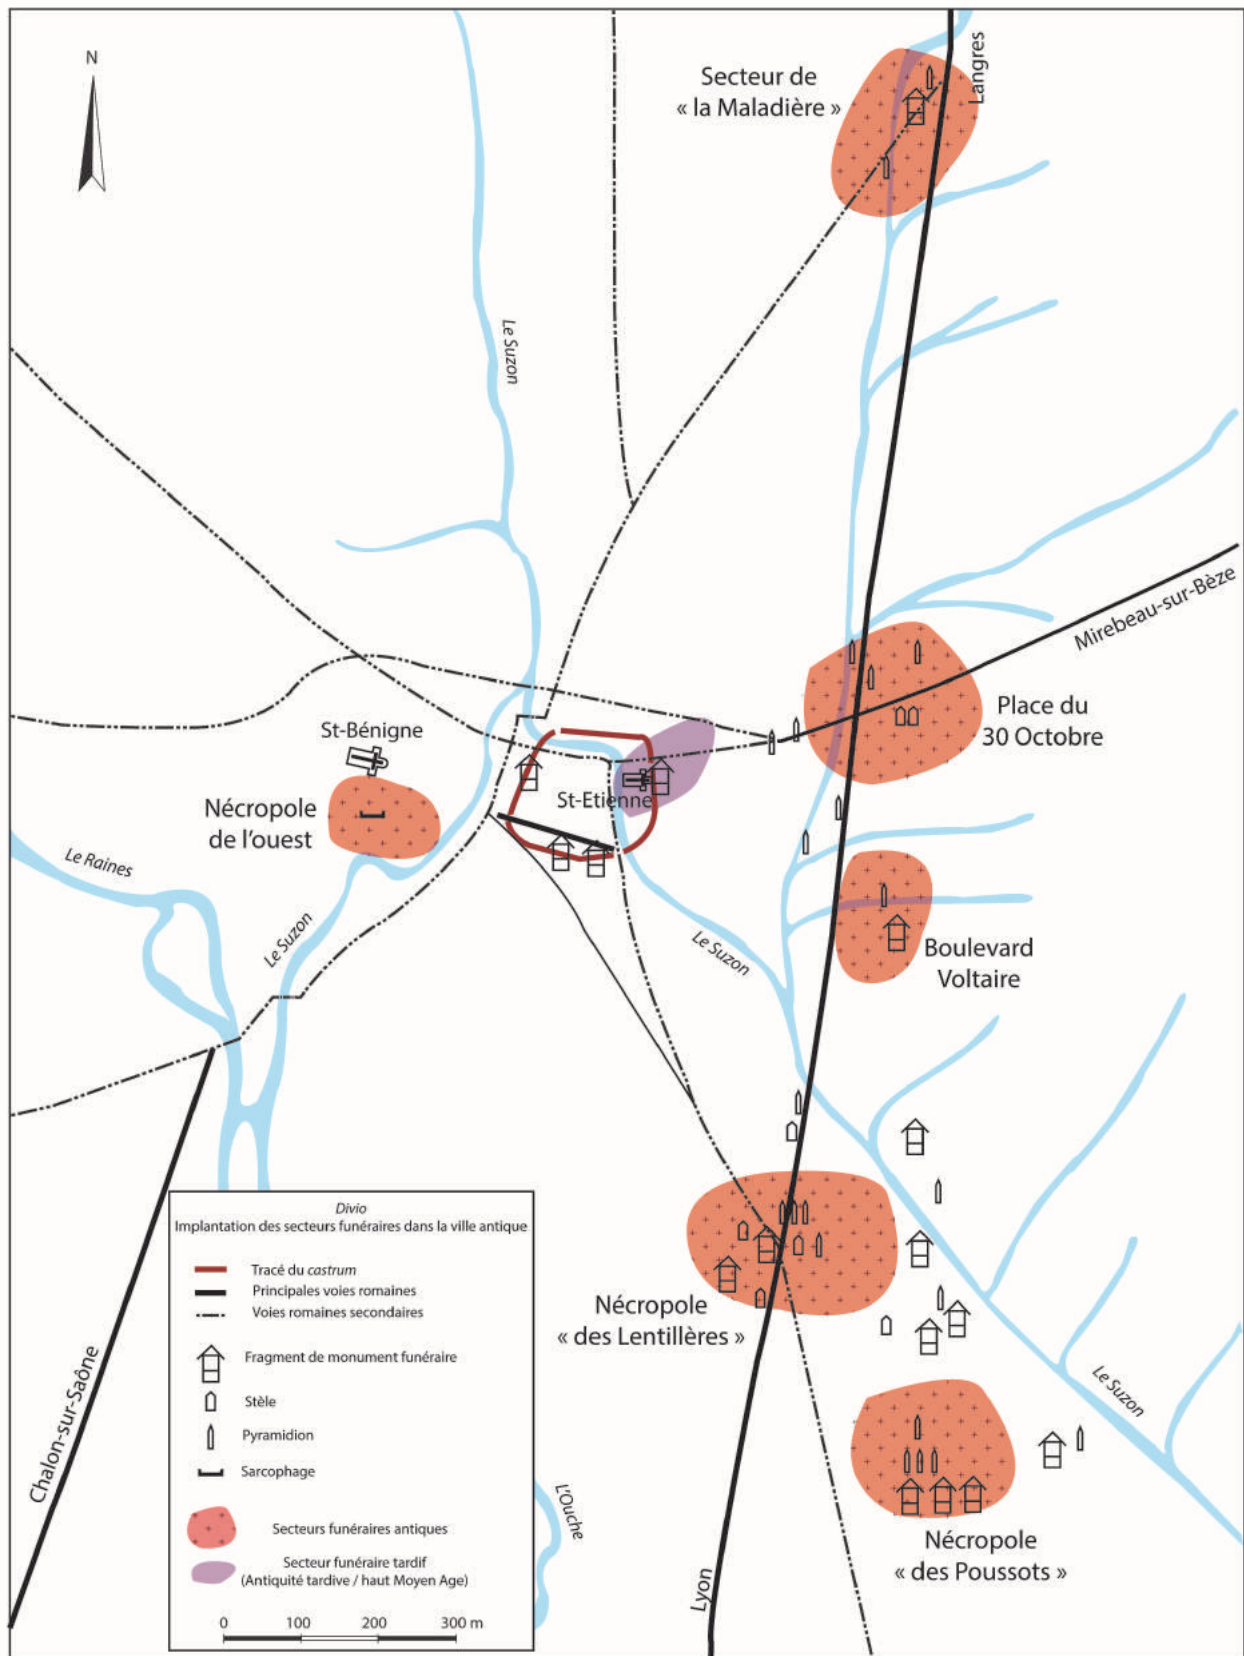 N
Secteur de
« la Maladière »
Langres
Le Suzon
Mirebeau-sur-Bèze
Place du
30 Octobre
St-Bénigne
St-Etienne
Nécropole
de l'ouest
Le Raines
Le Suzon
Le Suzon
Boulevard
Voltaire
Nécropole
« des Lentillères »
Le Suzon
Nécropole
« des Poussots »
Chalon-sur-Saône
Lyon
L'Ouche
Divio
Implantation des secteurs funéraires dans la ville antique
Tracé du castrum
Principales voies romaines
Voies romaines secondaires
Fragment de monument funéraire
Stèle
Pyramidion
Sarcophage
Secteurs funéraires antiques
Secteur funéraire tardif
(Antiquité tardive / haut Moyen Age)
0 100 200 300 m